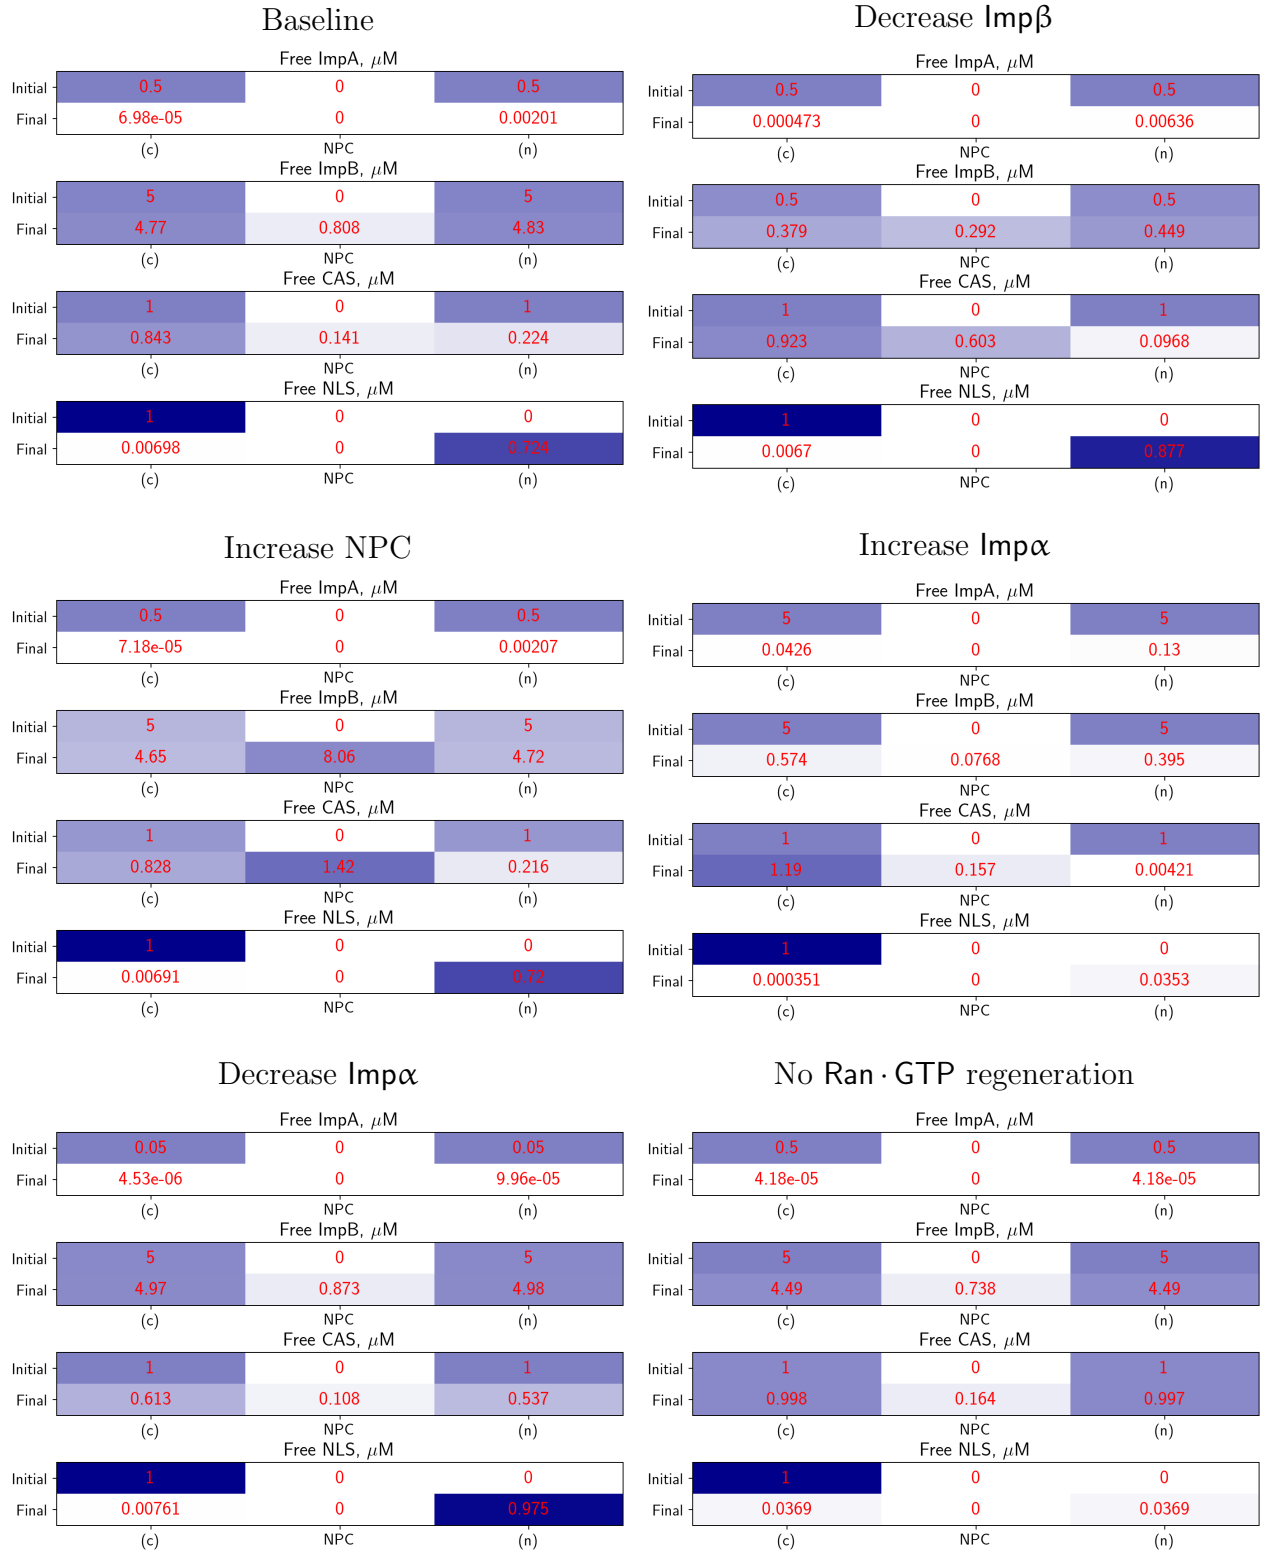 Baseline
Free ImpA, μM
Initial 0.5 0 0.5
Final 6.98e-05 0 0.00201
(c) NPC (n)
Free ImpB, μM
Initial 5 0 5
Final 4.77 0.808 4.83
(c) NPC (n)
Free CAS, μM
Initial 1 0 1
Final 0.843 0.141 0.224
(c) NPC (n)
Free NLS, μM
Initial 1 0 0
Final 0.00698 0 0.724
(c) NPC (n)
Decrease Impβ
Free ImpA, μM
Initial 0.5 0 0.5
Final 0.000473 0 0.00636
(c) NPC (n)
Free ImpB, μM
Initial 0.5 0 0.5
Final 0.379 0.292 0.449
(c) NPC (n)
Free CAS, μM
Initial 1 0 1
Final 0.923 0.603 0.0968
(c) NPC (n)
Free NLS, μM
Initial 1 0 0
Final 0.0067 0 0.877
(c) NPC (n)
Increase NPC
Free ImpA, μM
Initial 0.5 0 0.5
Final 7.18e-05 0 0.00207
(c) NPC (n)
Free ImpB, μM
Initial 5 0 5
Final 4.65 8.06 4.72
(c) NPC (n)
Free CAS, μM
Initial 1 0 1
Final 0.828 1.42 0.216
(c) NPC (n)
Free NLS, μM
Initial 1 0 0
Final 0.00691 0 0.72
(c) NPC (n)
Increase Impα
Free ImpA, μM
Initial 5 0 5
Final 0.0426 0 0.13
(c) NPC (n)
Free ImpB, μM
Initial 5 0 5
Final 0.574 0.0768 0.395
(c) NPC (n)
Free CAS, μM
Initial 1 0 1
Final 1.19 0.157 0.00421
(c) NPC (n)
Free NLS, μM
Initial 1 0 0
Final 0.000351 0 0.0353
(c) NPC (n)
Decrease Impα
Free ImpA, μM
Initial 0.05 0 0.05
Final 4.53e-06 0 9.96e-05
(c) NPC (n)
Free ImpB, μM
Initial 5 0 5
Final 4.97 0.873 4.98
(c) NPC (n)
Free CAS, μM
Initial 1 0 1
Final 0.613 0.108 0.537
(c) NPC (n)
Free NLS, μM
Initial 1 0 0
Final 0.00761 0 0.975
(c) NPC (n)
No Ran · GTP regeneration
Free ImpA, μM
Initial 0.5 0 0.5
Final 4.18e-05 0 4.18e-05
(c) NPC (n)
Free ImpB, μM
Initial 5 0 5
Final 4.49 0.738 4.49
(c) NPC (n)
Free CAS, μM
Initial 1 0 1
Final 0.998 0.164 0.997
(c) NPC (n)
Free NLS, μM
Initial 1 0 0
Final 0.0369 0 0.0369
(c) NPC (n)